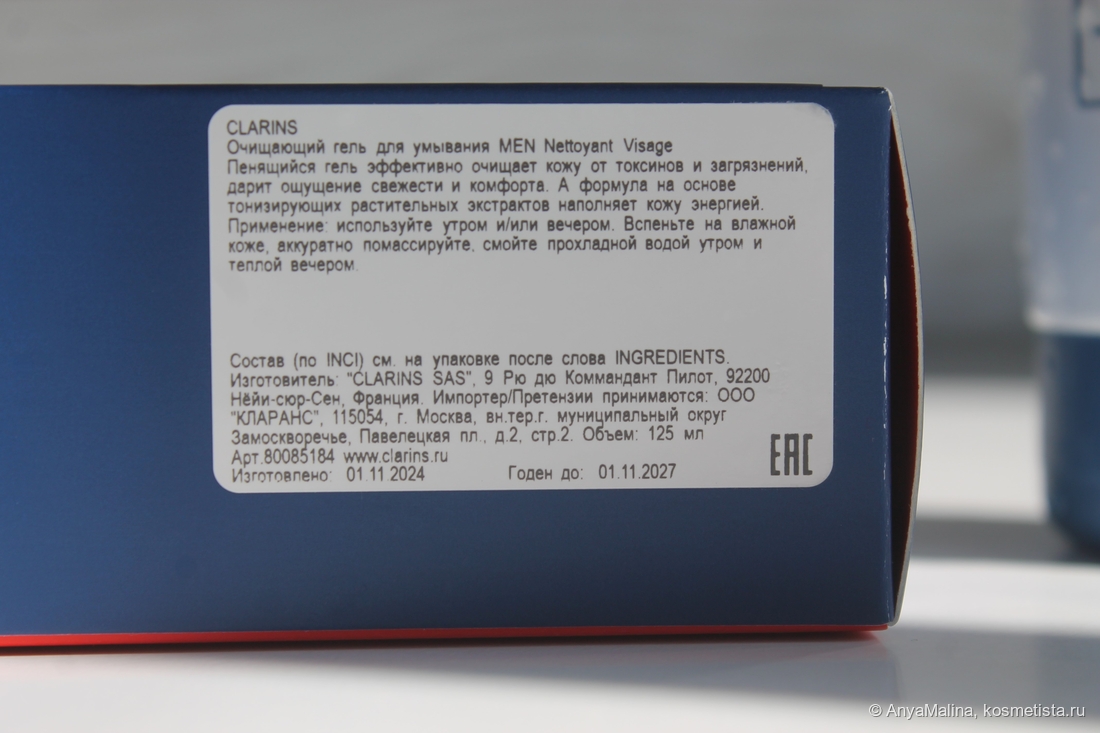 CLARINS
Очищающий гель для умывания MEN Nettoyant Visage
Пенящийся гель эффективно очищает кожу от токсинов и загрязнений,
дарит ощущение свежести и комфорта. А формула на основе
тонизирующих растительных экстрактов наполняет кожу энергией.
Применение: используйте утром и/или вечером. Вспеньте на влажной
коже, аккуратно помассируйте, смойте прохладной водой утром и
теплой вечером.
Состав (по INCI) см. на упаковке после слова INGREDIENTS.
Изготовитель: "CLARINS SAS", 9 Рю дю Коммандант Пилот, 92200
Нёйи-сюр-Сен, Франция. Импортер/Претензии принимаются: ООО
"КЛАРАНС", 115054, г. Москва, вн.тер.г. муниципальный округ
Замоскворечье, Павелецкая пл., д.2, стр.2. Объем: 125 мл
Арт.80085184 www.clarins.ru
Изготовлено: 01.11.2024 Годен до: 01.11.2027
EAC
© AnyaMalina, kosmetista.ru